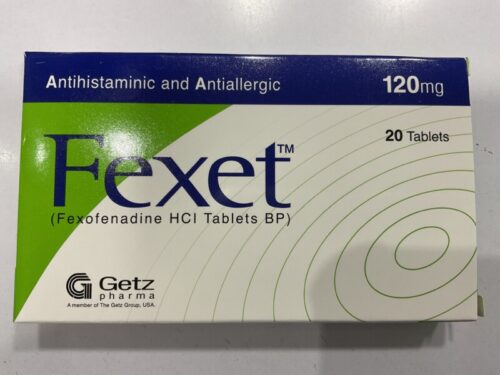 Antihistaminic and Antiallergic 120mg
20 Tablets
Fexet™
(Fexofenadine HCl Tablets BP)
G Getz
pharma
A member of The Getz Group, USA.